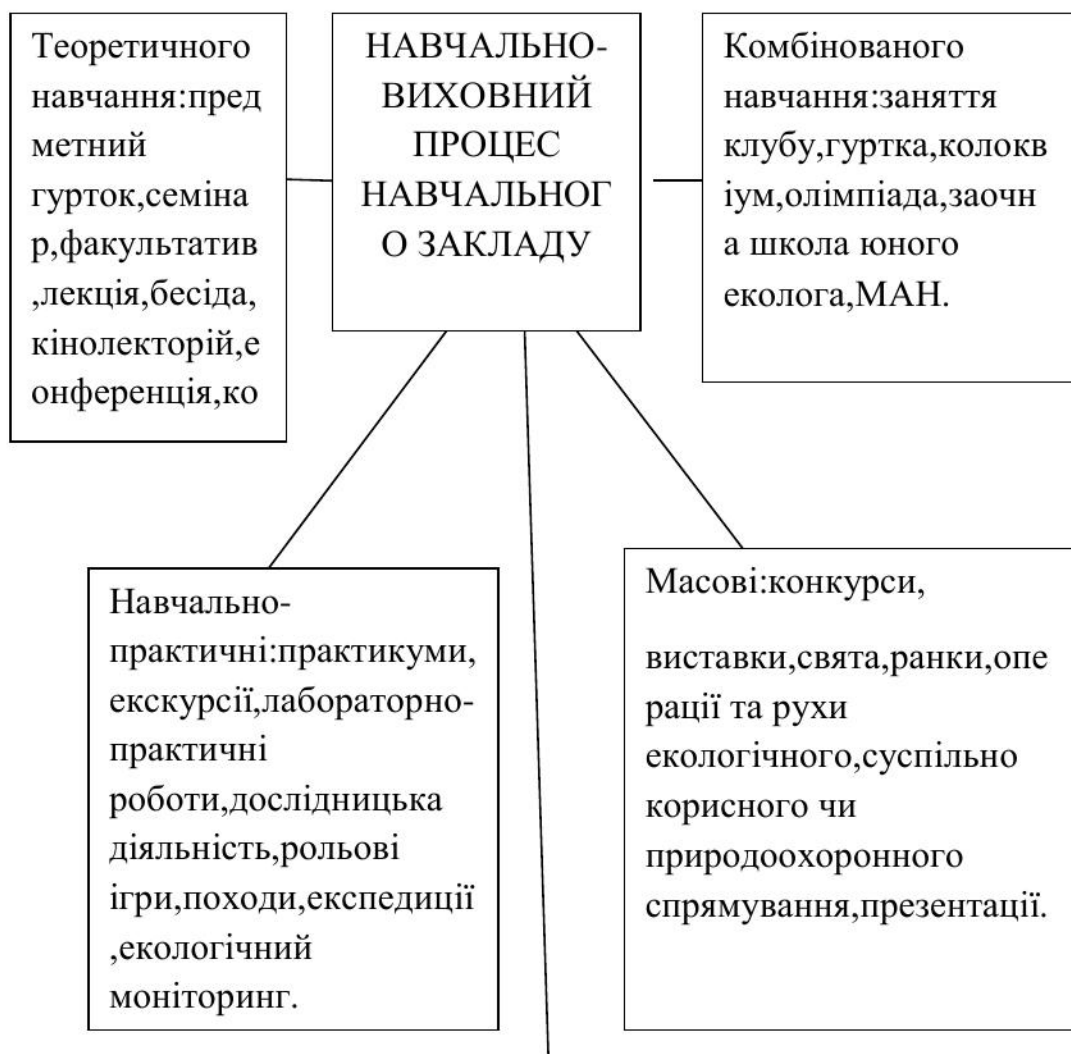 Теоретичного
навчання:пред
метний
гурток,семіна
р,факультатив
,лекція,бесіда,
кінолекторій,е
онференція,ко
НАВЧАЛЬНО-
ВИХОВНИЙ
ПРОЦЕС
НАВЧАЛЬНОГ
О ЗАКЛАДУ
Комбінованого
навчання:заняття
клубу,гуртка,колокв
іум,олімпіада,заочн
а школа юного
еколога,МАН.
Навчально-
практичні:практикуми,
екскурсії,лабораторно-
практичні
роботи,дослідницька
діяльність,рольові
ігри,походи,експедиції
,екологічний
моніторинг.
Масові:конкурси,
виставки,свята,ранки,опе
рації та рухи
екологічного,суспільно
корисного чи
природоохоронного
спрямування,презентації.